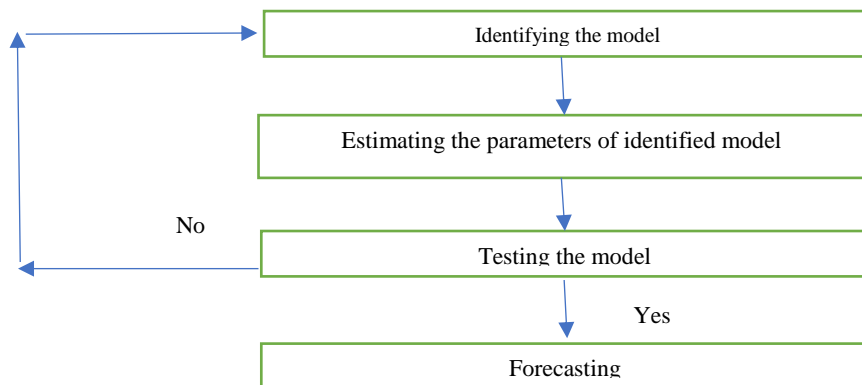 Identifying the model
Estimating the parameters of identified model
No
Testing the model
Yes
Forecasting